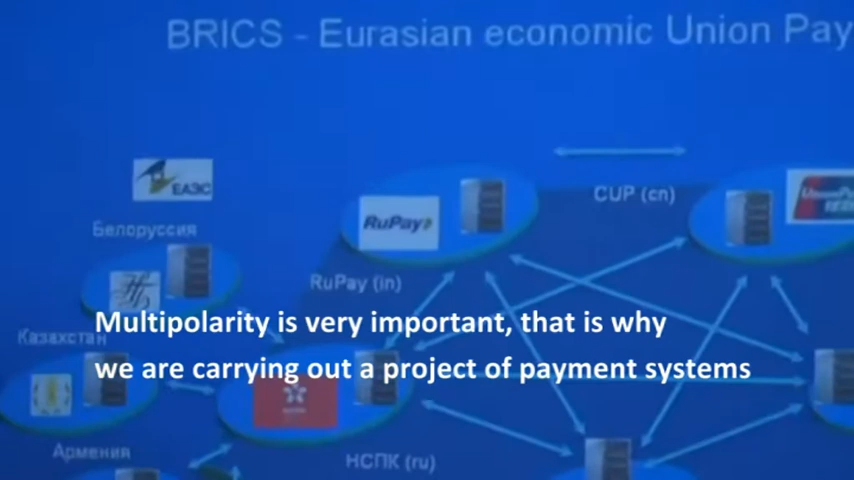 BRICS - Eurasian economic Union Pay
ЕАЭС
CUP (cn)
RuPay
Белоруссия
RuPay (in)
Multipolarity is very important, that is why
Казахстан
we are carrying out a project of payment systems
Армения
НСПК (ru)